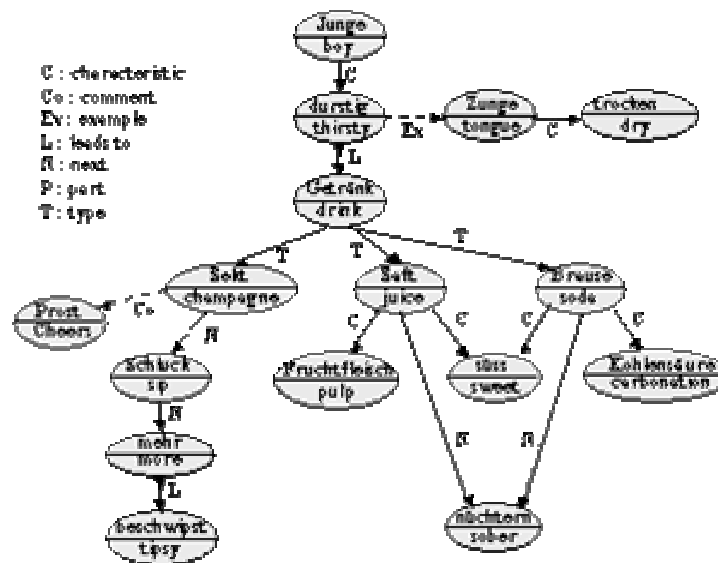 Junge
boy
C
C : characteristic
Co : comment
Ex : example
L : leads to
N : next
P : part
T : type
durstig
thirsty
Ex
Zunge
tongue
C
trocken
dry
L
Getränk
drink
T
T
T
Sekt
champagne
Saft
juice
Brause
soda
Co
Prost
Cheers
N
C
C
C
C
Schluck
sip
Fruchtfleisch
pulp
süss
sweet
Kohlensäure
carbonation
N
N
N
mehr
more
L
beschwipst
tipsy
nüchtern
sober